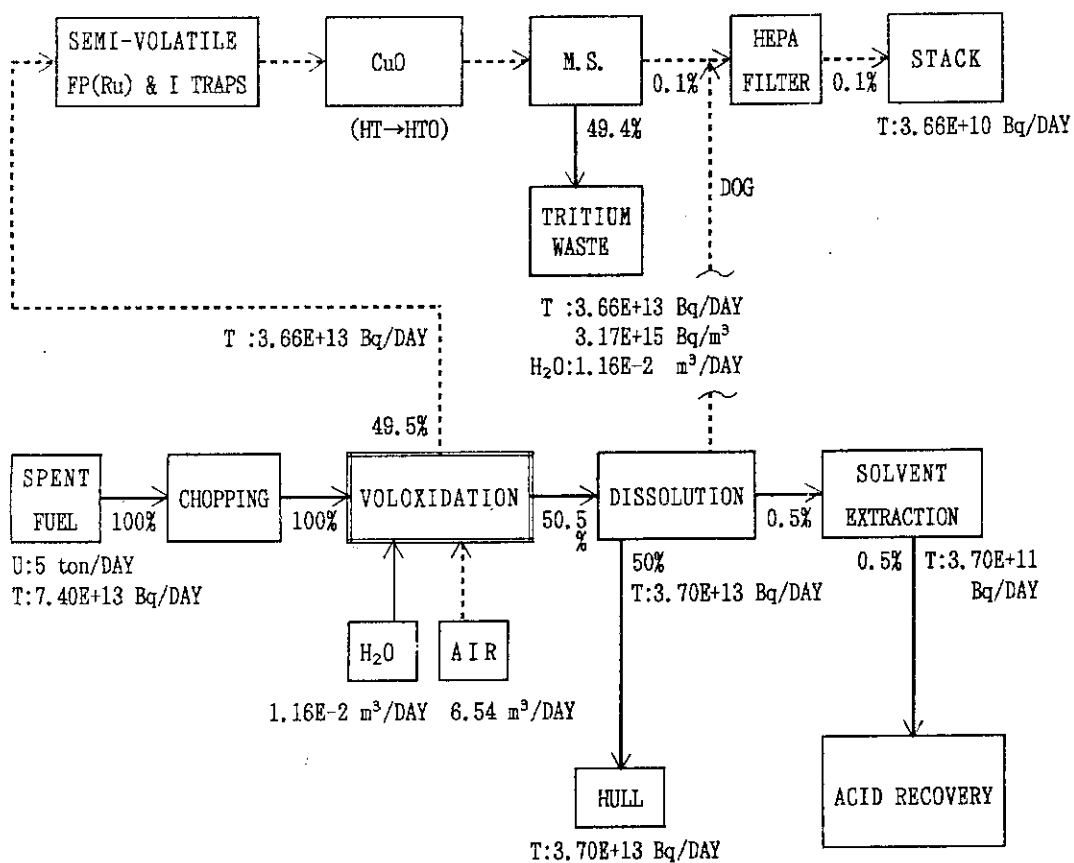 SEMI-VOLATILE
FP(Ru) & I TRAPS
CuO
(HT→HTO)
M.S.
0.1%
HEPA
FILTER
0.1%
STACK
T:3.66E+10 Bq/DAY
49.4%
DOG
TRITIUM
WASTE
T :3.66E+13 Bq/DAY
3.17E+15 Bq/m³
H₂O:1.16E-2 m³/DAY
T :3.66E+13 Bq/DAY
49.5%
SPENT
FUEL
100%
CHOPPING
100%
VOLOXIDATION
50.5
%
DISSOLUTION
0.5%
SOLVENT
EXTRACTION
U:5 ton/DAY
T:7.40E+13 Bq/DAY
50%
T:3.70E+13 Bq/DAY
0.5%
T:3.70E+11
Bq/DAY
H₂O
AIR
1.16E-2 m³/DAY
6.54 m³/DAY
HULL
T:3.70E+13 Bq/DAY
ACID RECOVERY